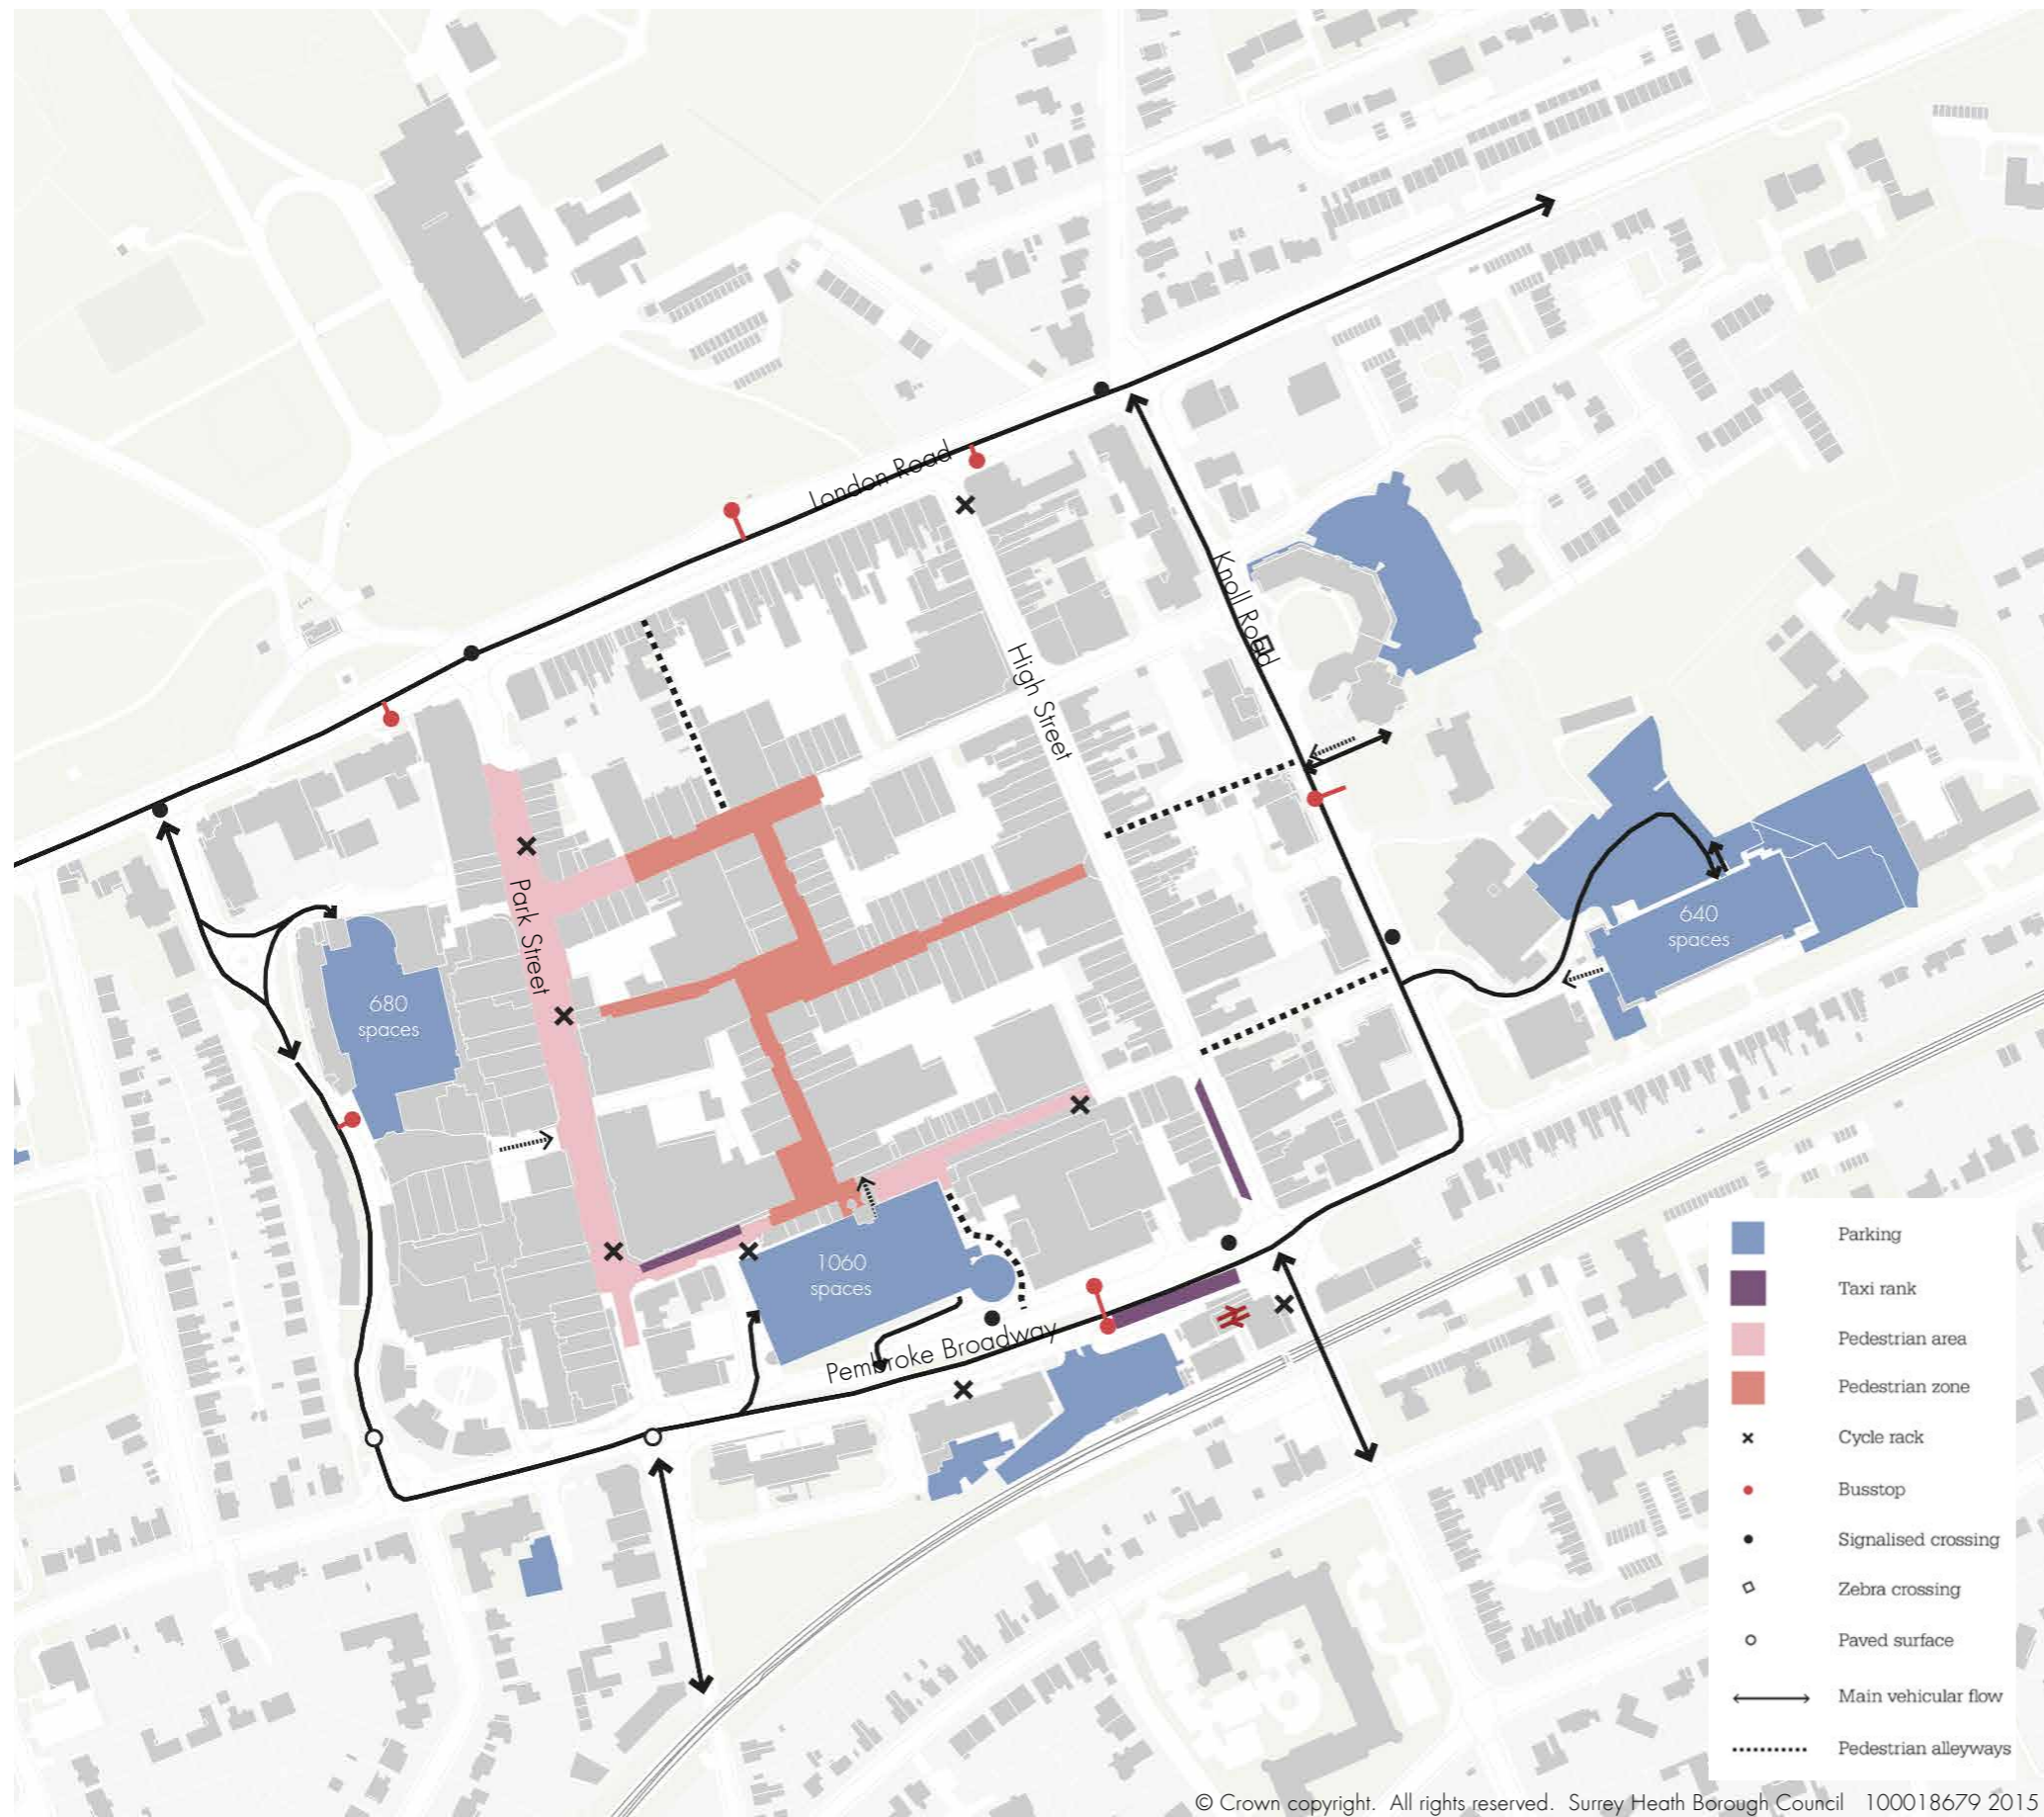 London Road
Knoll Road
High Street
Park Street
640
spaces
680
spaces
1060
spaces
Pembroke Broadway
Parking
Taxi rank
Pedestrian area
Pedestrian zone
Cycle rack
Busstop
Signalised crossing
Zebra crossing
Paved surface
Main vehicular flow
Pedestrian alleyways
© Crown copyright. All rights reserved. Surrey Heath Borough Council 100018679 2015